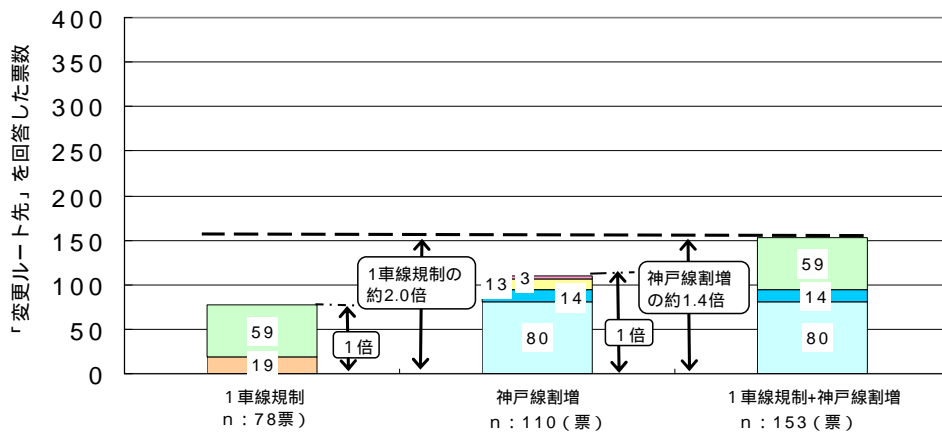 「変更ルート先」を回答した票数
400
350
300
250
200
150
100
50
0
59
19
1倍
1車線規制の
約2.0倍
13
3
14
80
1倍
神戸線割増
の約1.4倍
59
14
80
1車線規制
n：78票）
神戸線割増
n：110（票）
1車線規制+神戸線割増
n：153（票）